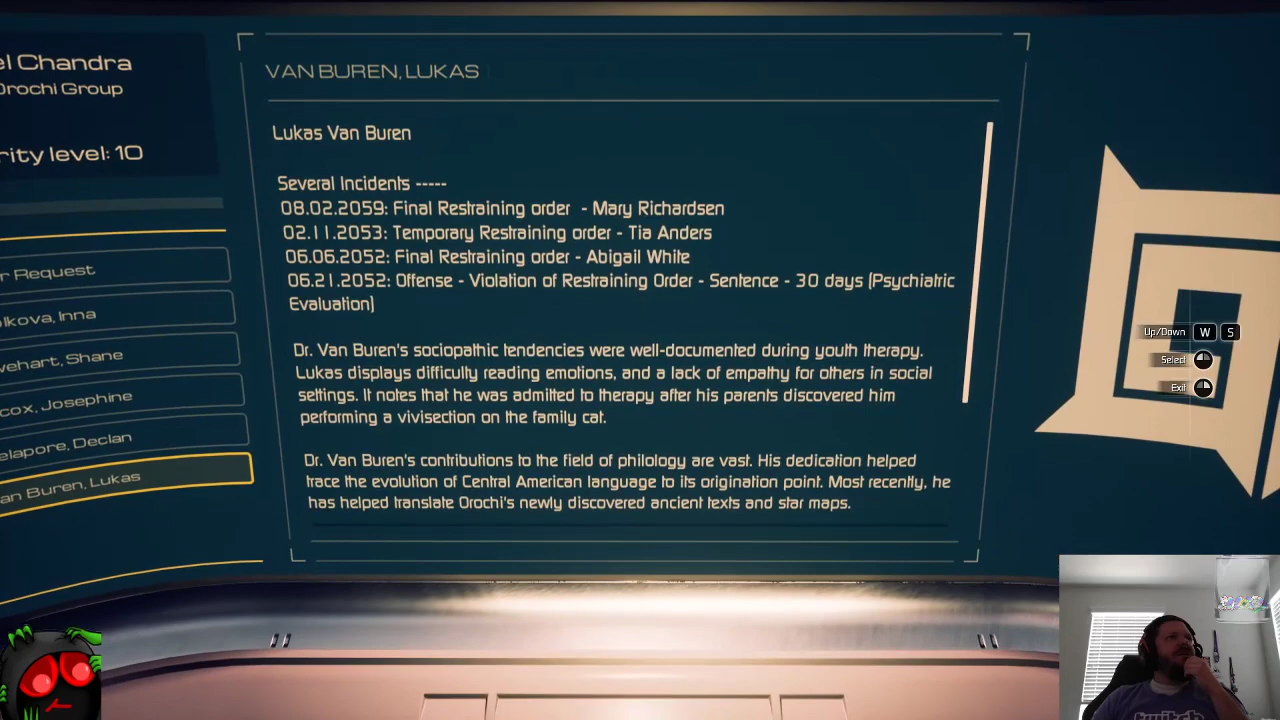 el Chandra
Orochi Group
rity level: 10
r Request
olkova, Inna
vehart, Shane
cox, Josephine
elapore, Declan
an Buren, Lukas
VAN BUREN, LUKAS
Lukas Van Buren
Several Incidents -----
08.02.2059: Final Restraining order - Mary Richardsen
02.11.2053: Temporary Restraining order - Tia Anders
06.06.2052: Final Restraining order - Abigail White
06.21.2052: Offense - Violation of Restraining Order - Sentence - 30 days (Psychiatric
Evaluation)
Dr. Van Buren's sociopathic tendencies were well-documented during youth therapy.
Lukas displays difficulty reading emotions, and a lack of empathy for others in social
settings. It notes that he was admitted to therapy after his parents discovered him
performing a vivisection on the family cat.
Dr. Van Buren's contributions to the field of philology are vast. His dedication helped
trace the evolution of Central American language to its origination point. Most recently, he
has helped translate Orochi's newly discovered ancient texts and star maps.
Up/Down W S
Select
Exit
twitch